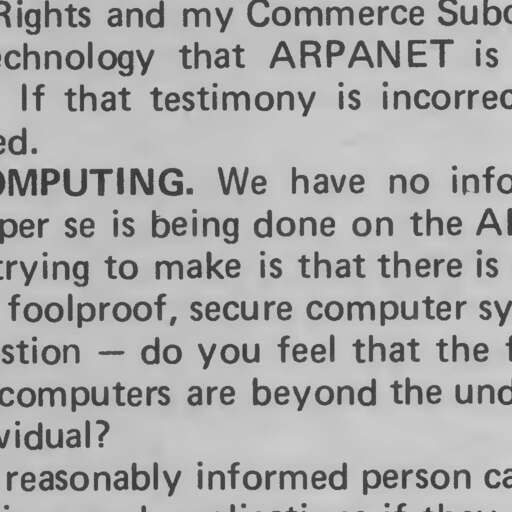 Rights and my Commerce Subc
echnology that ARPANET is
If that testimony is incorrec
ed.
OMPUTING. We have no info
per se is being done on the A
trying to make is that there is
foolproof, secure computer sy
stion — do you feel that the f
computers are beyond the und
vidual?
reasonably informed person ca